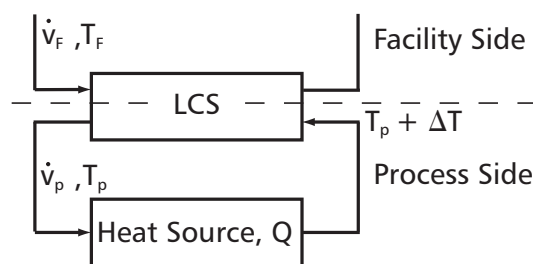 v̇F ,TF
Facility Side
LCS
Tp + ΔT
v̇p ,Tp
Process Side
Heat Source, Q